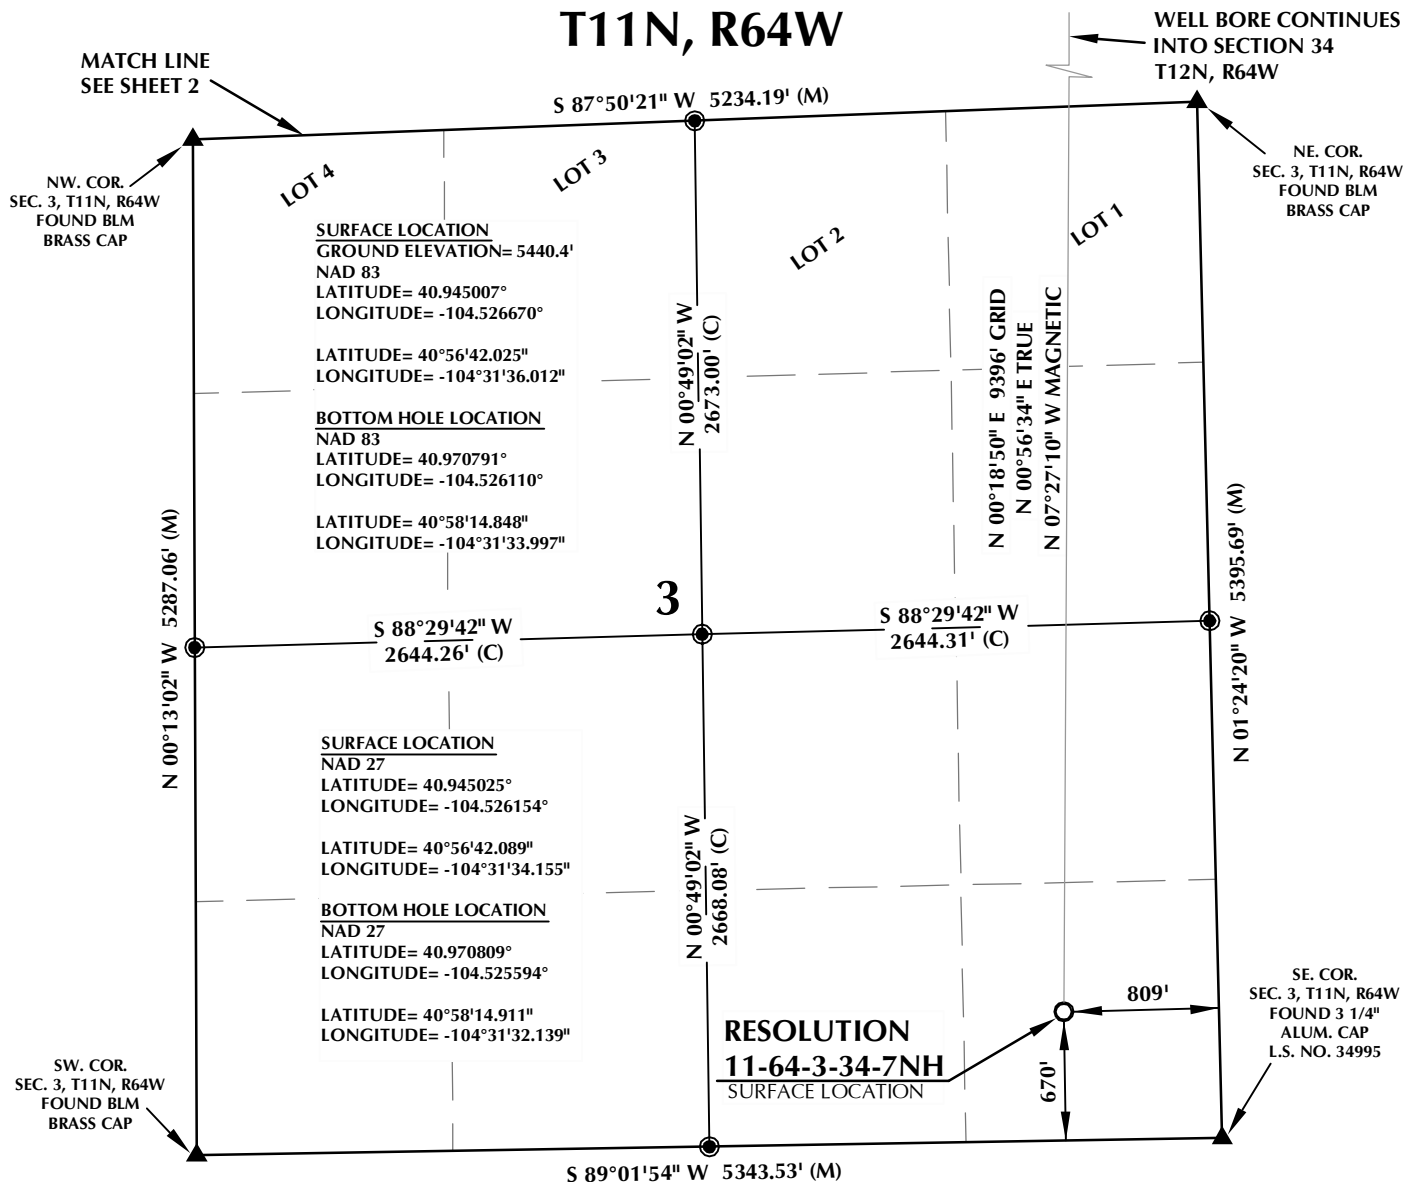 T11N, R64W
WELL BORE CONTINUES
INTO SECTION 34
T12N, R64W
MATCH LINE
SEE SHEET 2
S 87°50'21" W 5234.19' (M)
NW. COR.
SEC. 3, T11N, R64W
FOUND BLM
BRASS CAP
NE. COR.
SEC. 3, T11N, R64W
FOUND BLM
BRASS CAP
LOT 4
LOT 3
LOT 2
LOT 1
SURFACE LOCATION
GROUND ELEVATION= 5440.4'
NAD 83
LATITUDE= 40.945007°
LONGITUDE= -104.526670°
LATITUDE= 40°56'42.025"
LONGITUDE= -104°31'36.012"
BOTTOM HOLE LOCATION
NAD 83
LATITUDE= 40.970791°
LONGITUDE= -104.526110°
LATITUDE= 40°58'14.848"
LONGITUDE= -104°31'33.997"
N 00°49'02" W
2673.00' (C)
N 00°18'50" E 9396' GRID
N 00°56'34" E TRUE
N 07°27'10" W MAGNETIC
N 00°13'02" W 5287.06' (M)
N 01°24'20" W 5395.69' (M)
3
S 88°29'42" W
2644.26' (C)
S 88°29'42" W
2644.31' (C)
SURFACE LOCATION
NAD 27
LATITUDE= 40.945025°
LONGITUDE= -104.526154°
LATITUDE= 40°56'42.089"
LONGITUDE= -104°31'34.155"
BOTTOM HOLE LOCATION
NAD 27
LATITUDE= 40.970809°
LONGITUDE= -104.525594°
LATITUDE= 40°58'14.911"
LONGITUDE= -104°31'32.139"
N 00°49'02" W
2668.08' (C)
809'
670'
RESOLUTION
11-64-3-34-7NH
SURFACE LOCATION
SE. COR.
SEC. 3, T11N, R64W
FOUND 3 1/4"
ALUM. CAP
L.S. NO. 34995
SW. COR.
SEC. 3, T11N, R64W
FOUND BLM
BRASS CAP
S 89°01'54" W 5343.53' (M)